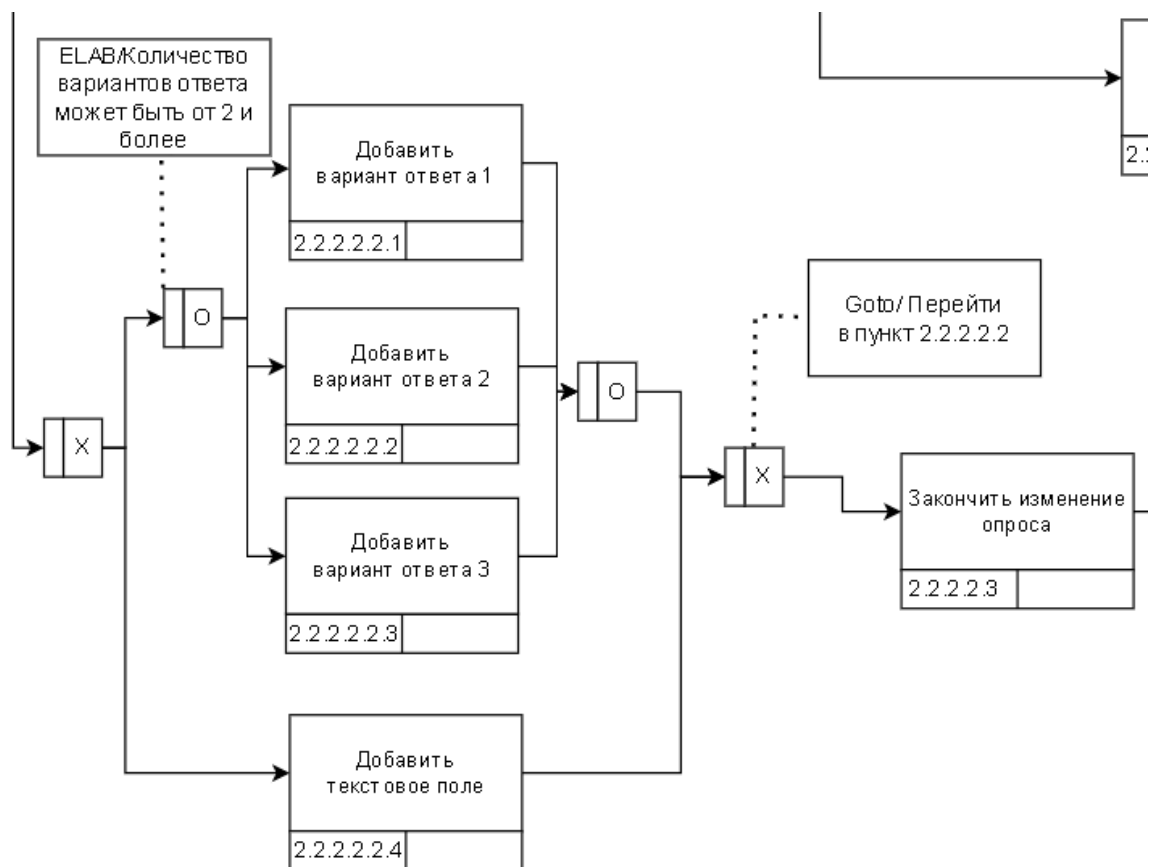 ELAB/Количество
вариантов ответа
может быть от 2 и
более
Добавить
вариант ответа 1
2.2.2.2.2.1
O
Добавить
вариант ответа 2
2.2.2.2.2.2
O
X
Добавить
вариант ответа 3
2.2.2.2.2.3
Добавить
текстовое поле
2.2.2.2.2.4
Goto/ Перейти
в пункт 2.2.2.2.2
X
Закончить изменение
опроса
2.2.2.2.3